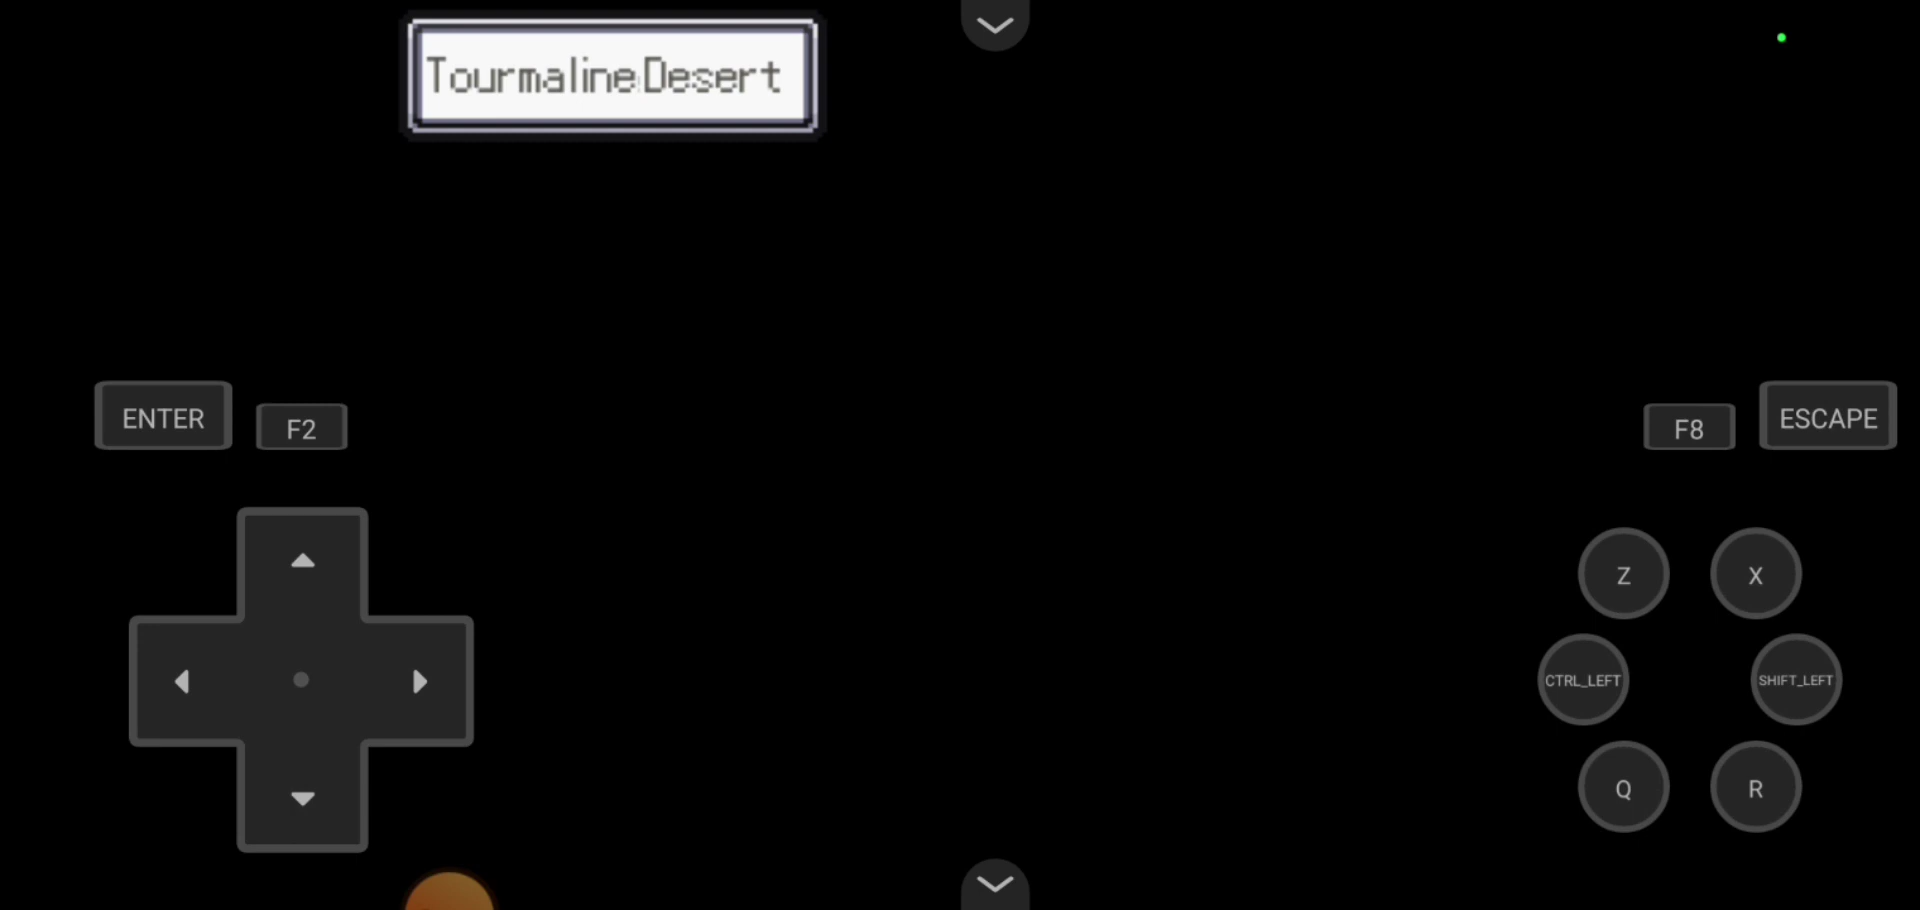 Tourmaline Desert
ENTER
F2
F8
ESCAPE
Z
X
CTRL_LEFT
SHIFT_LEFT
Q
R